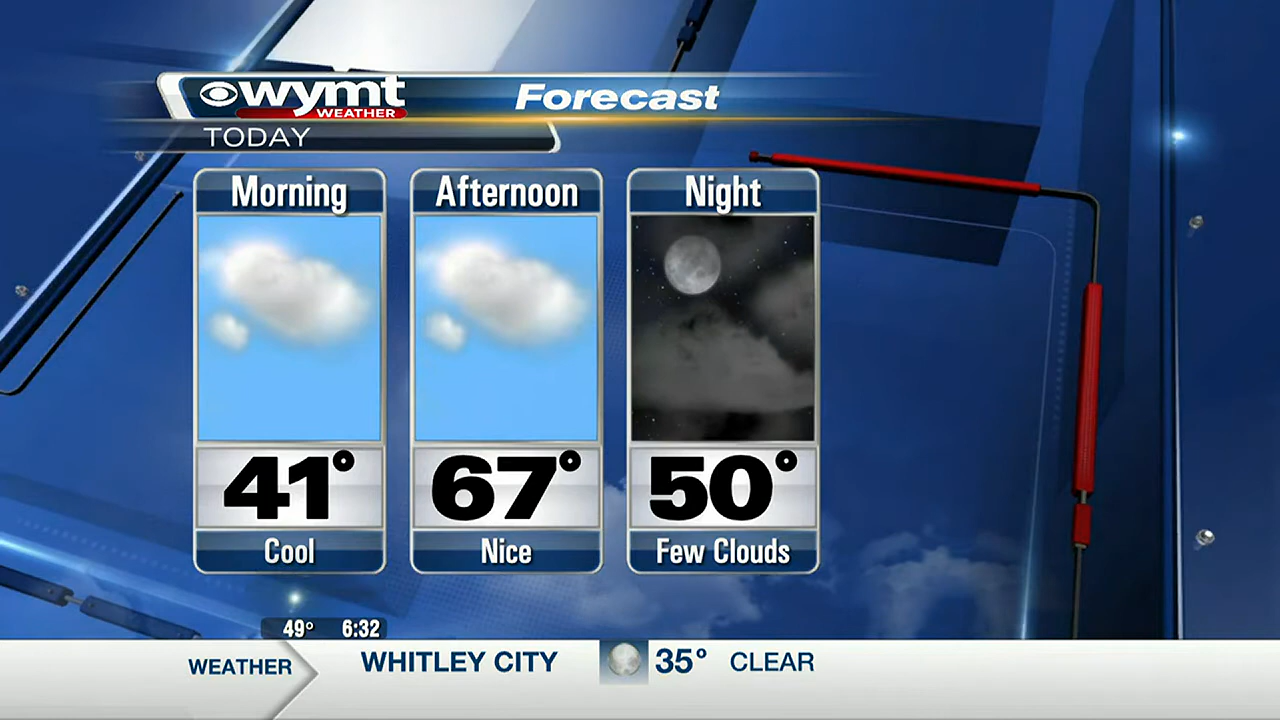 wymt
WEATHER
Forecast
TODAY
Morning
Afternoon
Night
41°
67°
50°
Cool
Nice
Few Clouds
49° 6:32
WEATHER WHITLEY CITY 35° CLEAR